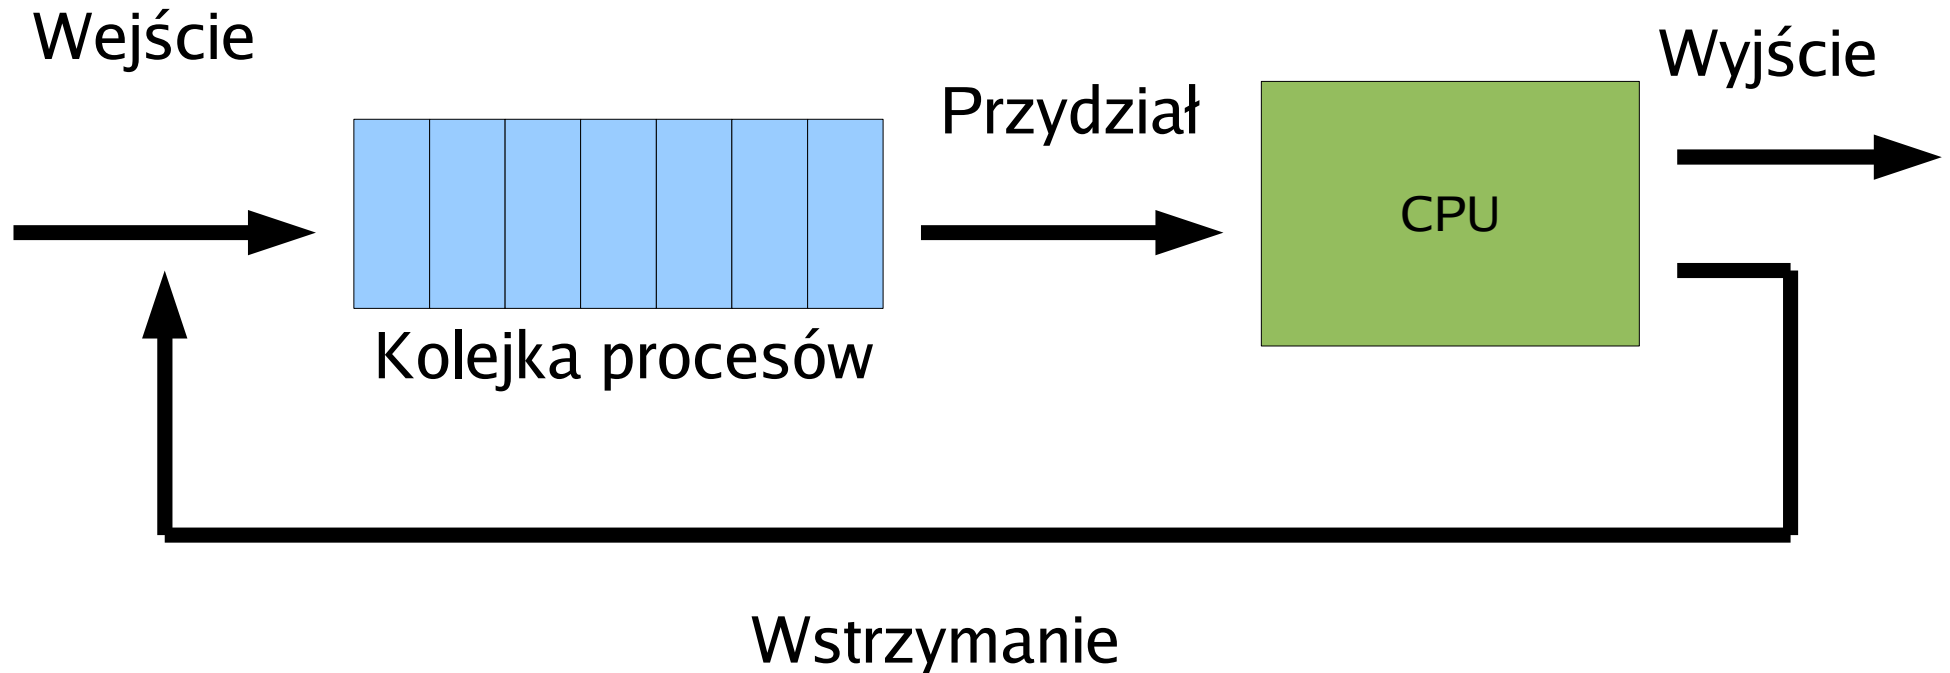 Wejście
Wyjście
Przydział
CPU
Kolejka procesów
Wstrzymanie